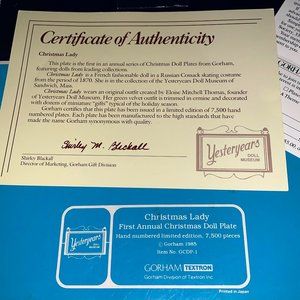 Certificate of Authenticity
Christmas Lady
This plate is the first in an annual series of Christmas Doll Plates from Gorham,
featuring dolls from leading collections.
Christmas Lady is a French fashionable doll in a Russian Cossack skating costume
from the period of 1870. She is in the collection of the Yesteryears Doll Museum of
Sandwich, Mass.
Christmas Lady wears an original outfit created by Eloise Mitchell Thomas, founder
of Yesteryears Doll Museum. Her green velvet outfit is trimmed in ermine and decorated
with dozens of miniature "gifts" typical of the holiday season.
Gorham certifies that this plate has been issued in a limited edition of 7,500 hand
numbered plates. Each plate has been manufactured to the high standards that have
made the name Gorham synonymous with quality.
Shirley M. Blackall
Shirley Blackall
Director of Marketing, Gorham Gift Division
Yesteryears
DOLL
MUSEUM
Yesteryears
DOLL
MUSEUM
Christmas Lady
First Annual Christmas Doll Plate
Hand numbered limited edition, 7,500 pieces
© Gorham 1985
Item No. GCDP-1
GORHAM TEXTRON
Gorham Division of Textron Inc.
Printed in Japan